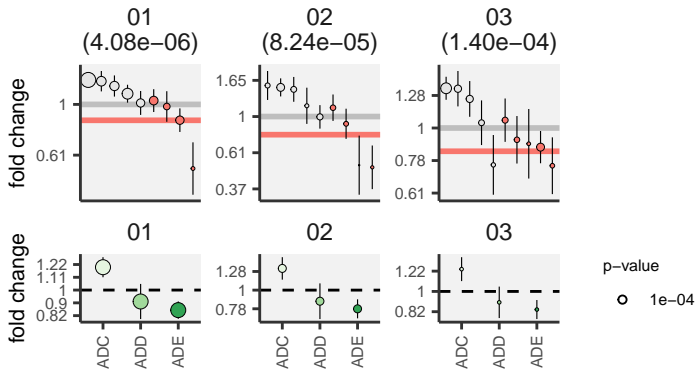 01 02 03
(4.08e−06) (8.24e−05) (1.40e−04)
fold change
1
0.61
1.65
1
0.61
0.37
1.28
1
0.78
0.61
01 02 03
fold change
1.22
1.11
1
0.9
0.82
1.28
1
0.78
1.22
1
0.82
ADC ADD ADE
ADC ADD ADE
ADC ADD ADE
p−value
1e−04